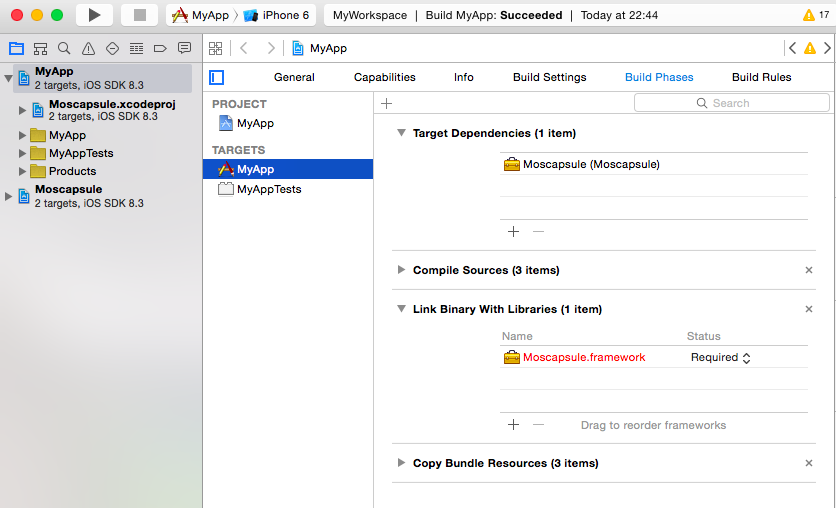 MyApp iPhone 6 MyWorkspace | Build MyApp: Succeeded | Today at 22:44 17
MyApp
General Capabilities Info Build Settings Build Phases Build Rules
MyApp
2 targets, iOS SDK 8.3
Moscapsule.xcodeproj
2 targets, iOS SDK 8.3
MyApp
MyAppTests
Products
Moscapsule
2 targets, iOS SDK 8.3
PROJECT
MyApp
TARGETS
MyApp
MyAppTests
Search
Target Dependencies (1 item)
Moscapsule (Moscapsule)
Compile Sources (3 items)
Link Binary With Libraries (1 item)
Name Status
Moscapsule.framework Required
Drag to reorder frameworks
Copy Bundle Resources (3 items)